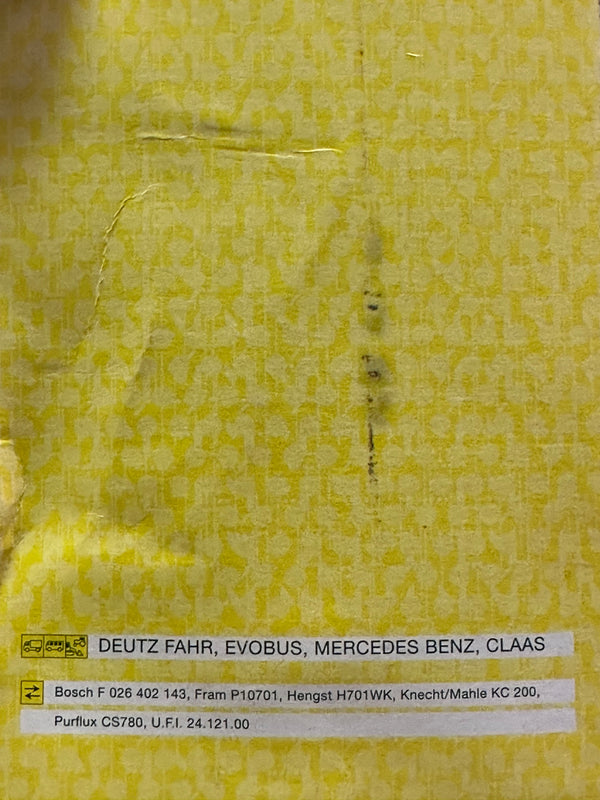 DEUTZ FAHR, EVOBUS, MERCEDES BENZ, CLAAS
Bosch F 026 402 143, Fram P10701, Hengst H701WK, Knecht/Mahle KC 200,
Purflux CS780, U.F.I. 24.121.00